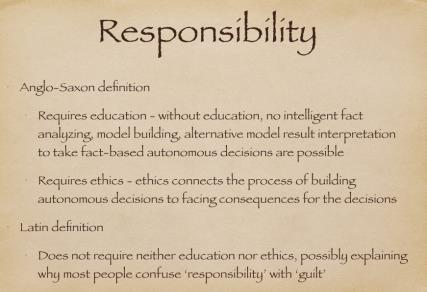 Responsibility
Anglo-Saxon definition
Requires education - without education, no intelligent fact
analyzing, model building, alternative model result interpretation
to take fact-based autonomous decisions are possible
Requires ethics - ethics connects the process of building
autonomous decisions to facing consequences for the decisions
Latin definition
Does not require neither education nor ethics, possibly explaining
why most people confuse ‘responsibility’ with ‘guilt’